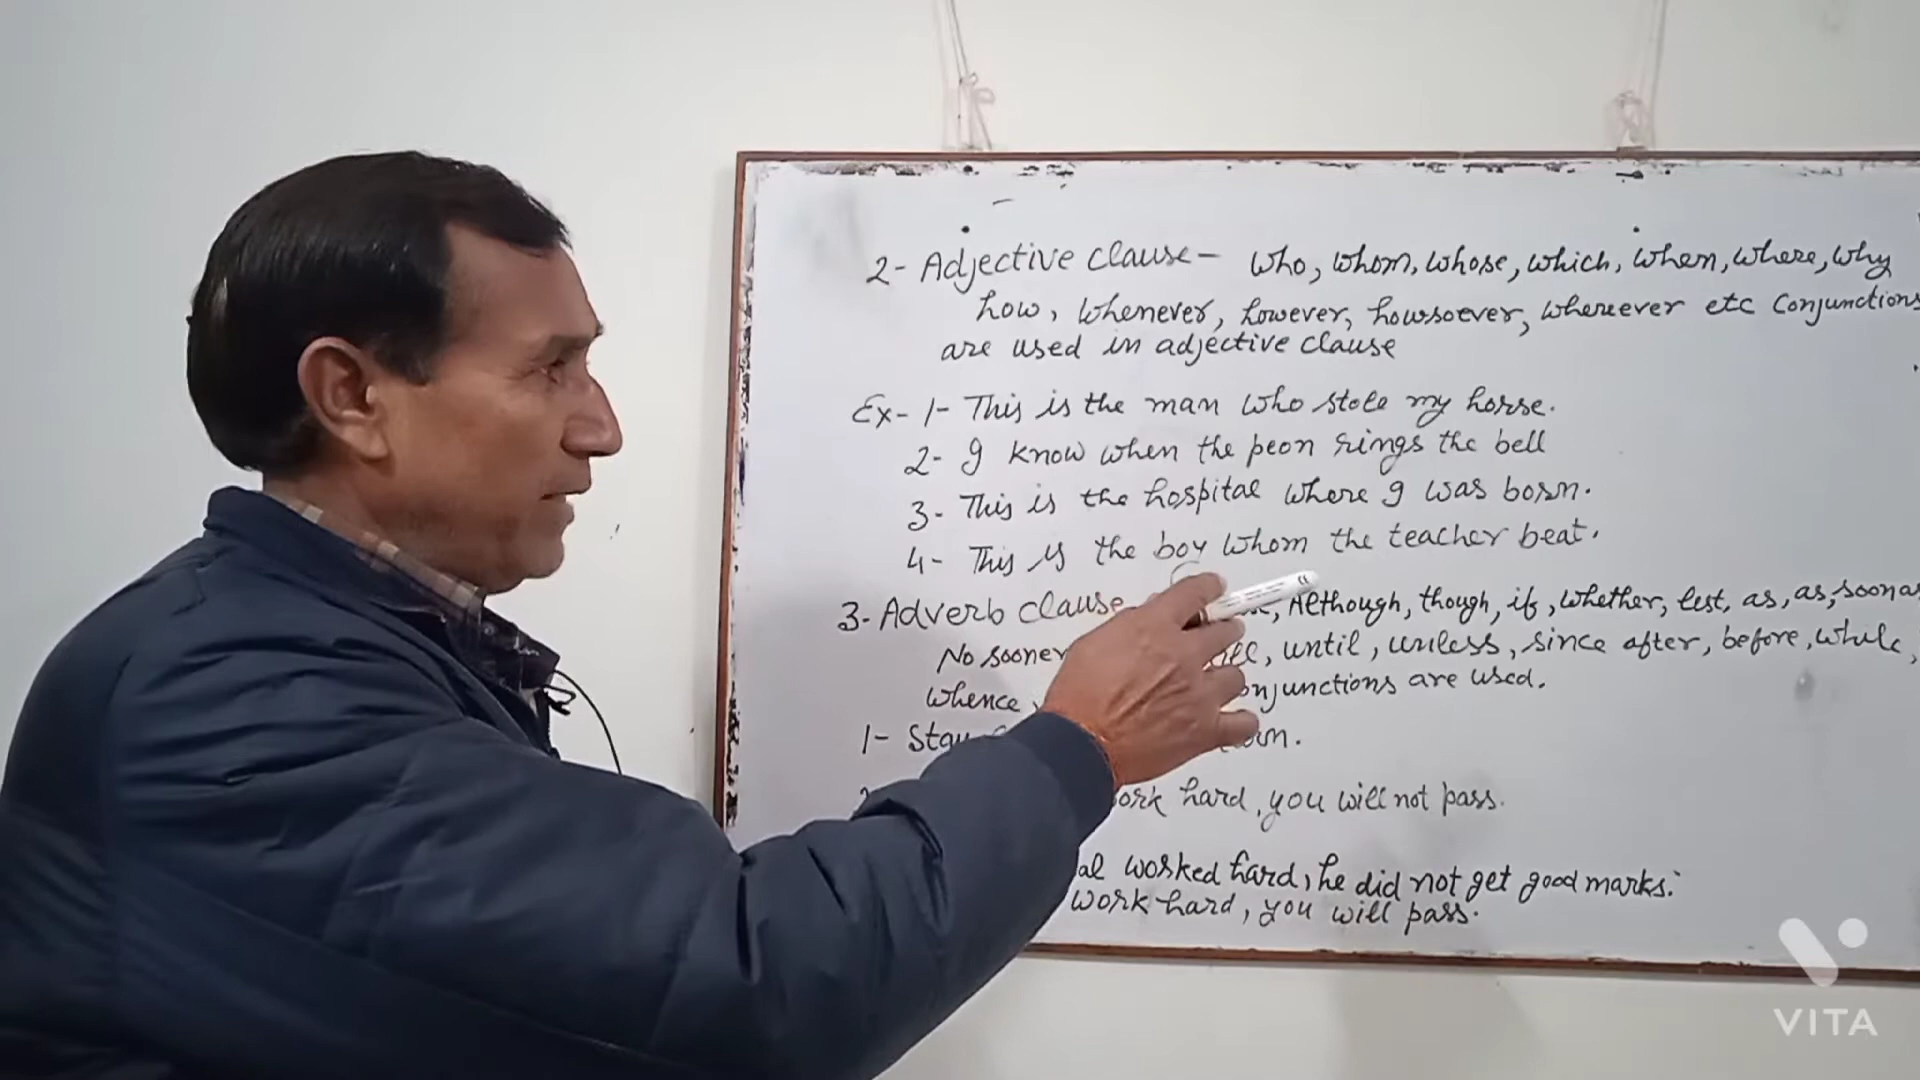 2- Adjective clause- who, whom, whose, which, when, where, why
how, whenever, however, howsoever, whereever etc conjunctions
are used in adjective clause
Ex- 1- This is the man who stole my horse.
2- I know when the peon rings the bell
3- This is the hospital where I was born.
4- This is the boy whom the teacher beat.
3- Adverb clause- Although, though, if, whether, lest, as, as, soon as
No sooner until, unless, since after, before, while,
whence conjunctions are used.
1- Stay
work hard, you will not pass.
worked hard, he did not get good marks.
work hard, you will pass.
VITA